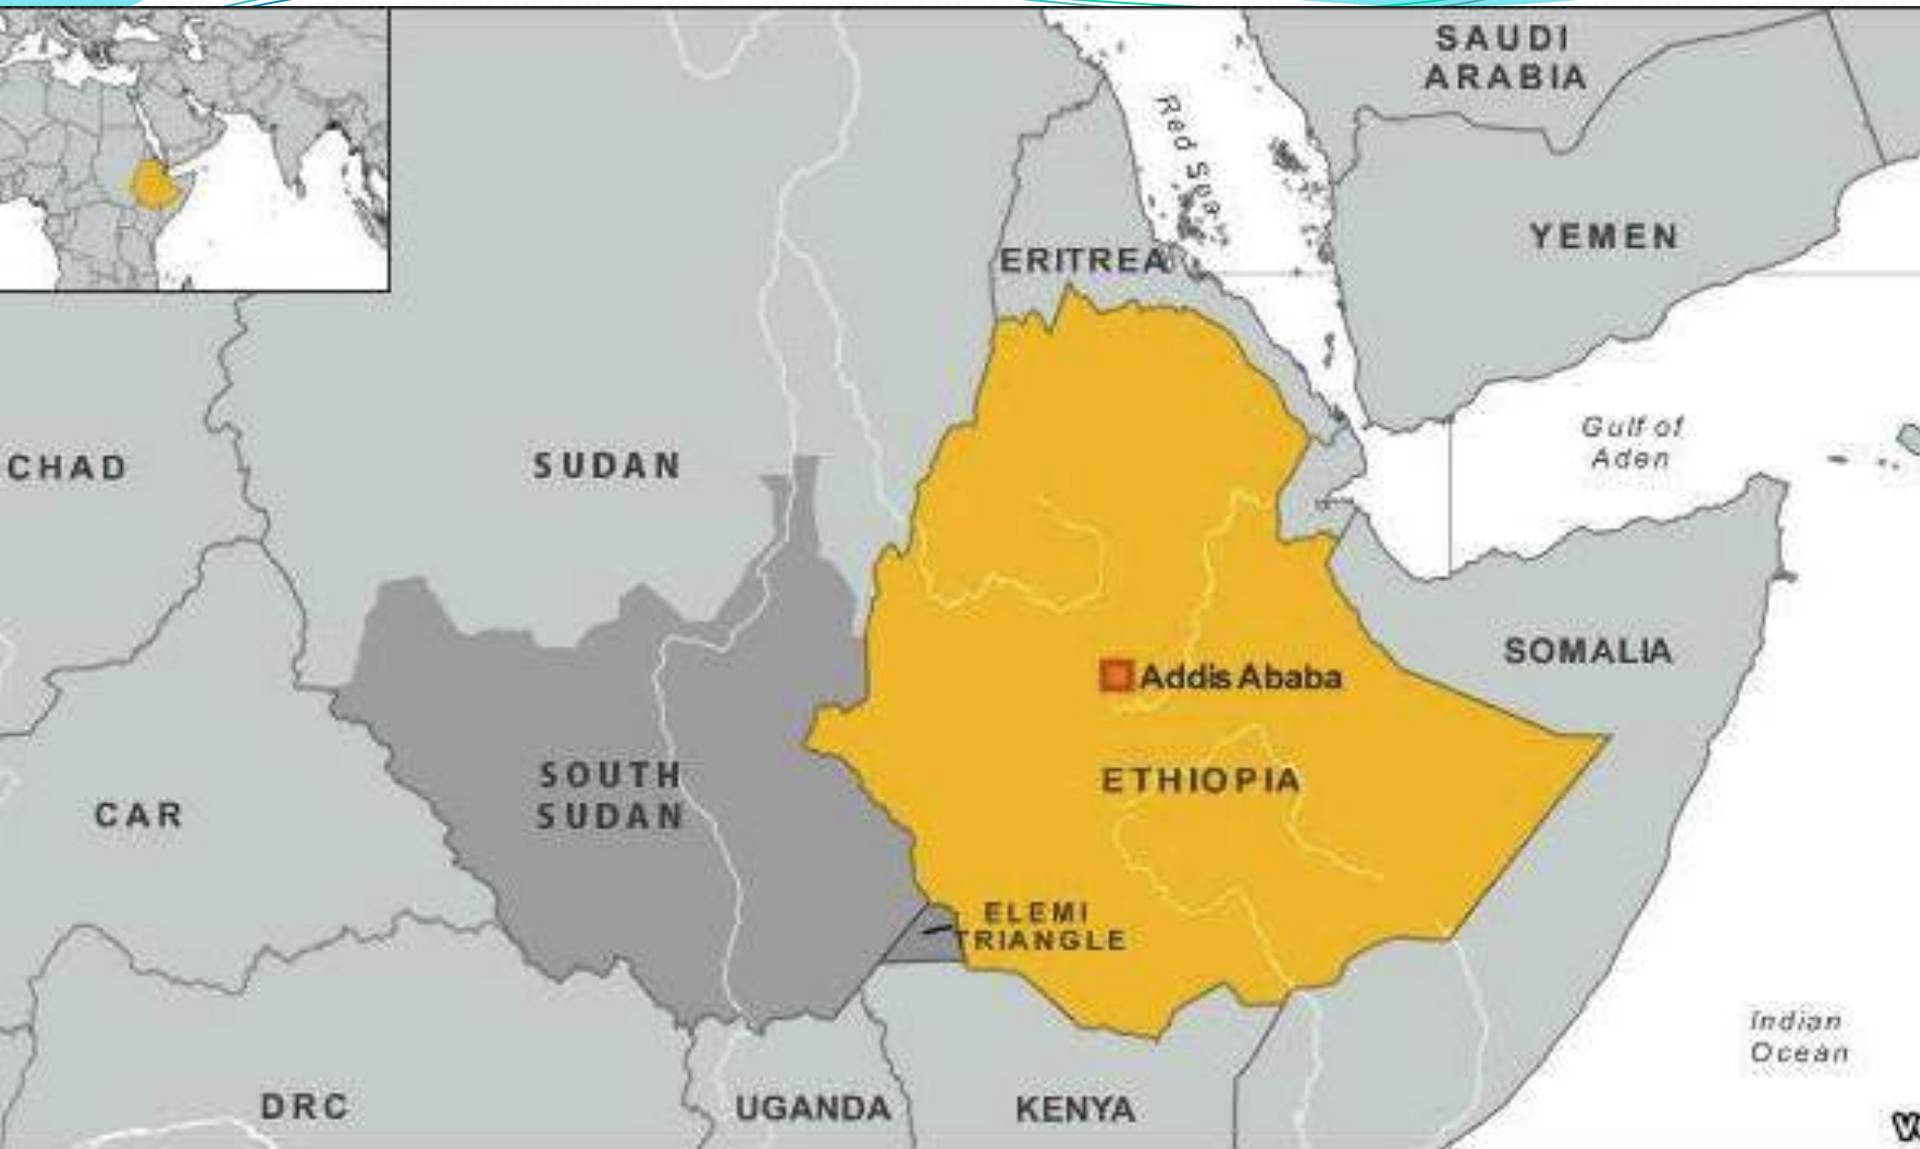 SAUDI
ARABIA
Red Sea
YEMEN
ERITREA
Gulf of
Aden
CHAD
SUDAN
SOMALIA
Addis Ababa
SOUTH
SUDAN
ETHIOPIA
CAR
ELEMI
TRIANGLE
Indian
Ocean
DRC
UGANDA
KENYA